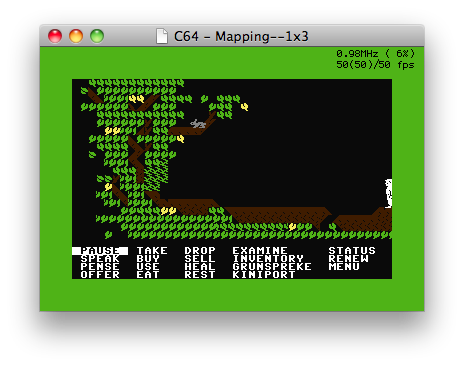 C64 - Mapping--1x3
0.98MHz ( 6%)
50(50)/50 fps
PAUSE TAKE DROP EXAMINE STATUS
SPEAK BUY SELL INVENTORY RENEW
PENSE USE HEAL GRUNSPREKE MENU
OFFER EAT REST KINIPORT